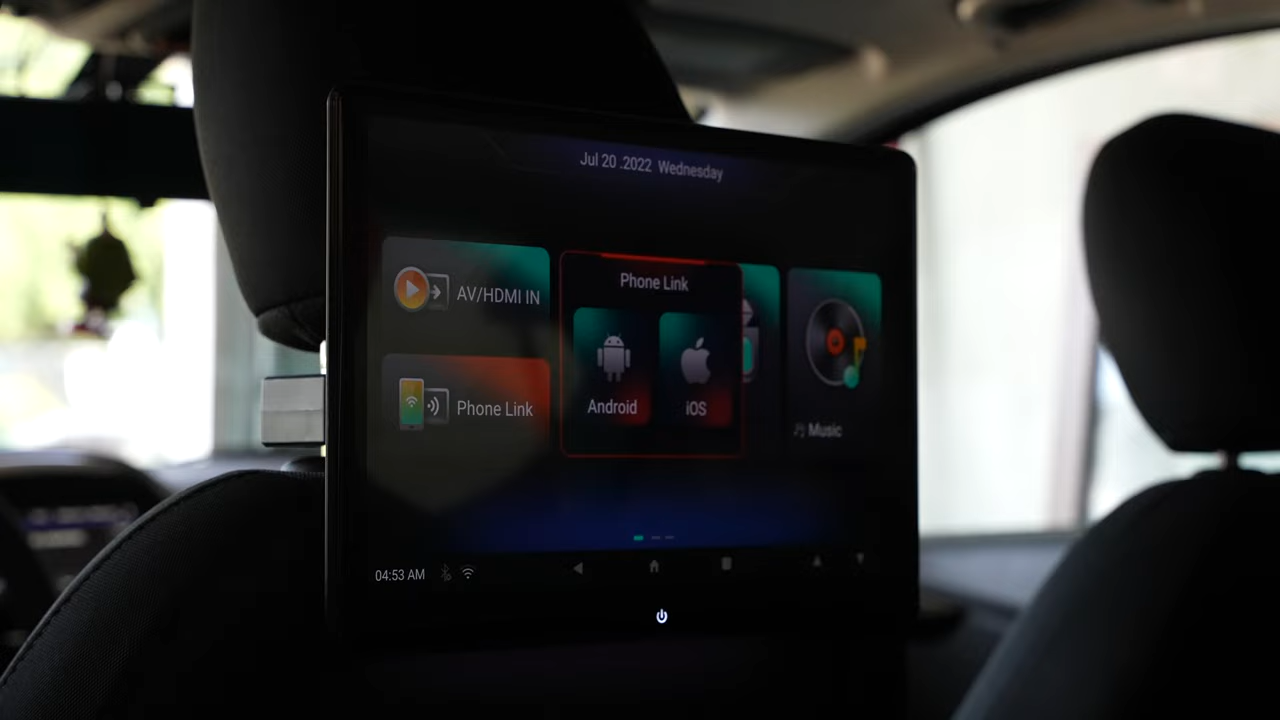 Jul 20 .2022 Wednesday
AV/HDMI IN
Phone Link
Phone Link
Android
iOS
Music
04:53 AM